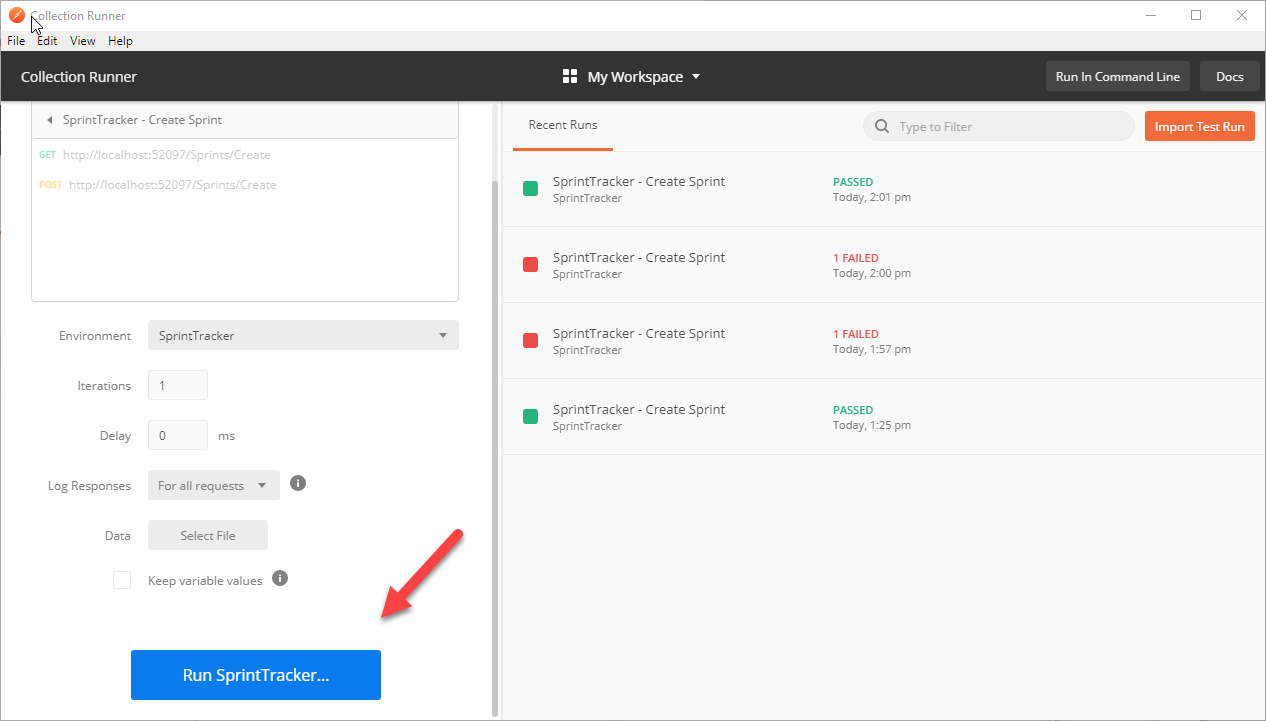 Collection Runner
File Edit View Help
Collection Runner
My Workspace
Run In Command Line
Docs
SprintTracker - Create Sprint
GET http://localhost:52097/Sprints/Create
POST http://localhost:52097/Sprints/Create
Environment SprintTracker
Iterations 1
Delay 0 ms
Log Responses For all requests
Data Select File
Keep variable values
Run SprintTracker...
Recent Runs
Type to Filter
Import Test Run
SprintTracker - Create Sprint PASSED
SprintTracker Today, 2:01 pm
SprintTracker - Create Sprint 1 FAILED
SprintTracker Today, 2:00 pm
SprintTracker - Create Sprint 1 FAILED
SprintTracker Today, 1:57 pm
SprintTracker - Create Sprint PASSED
SprintTracker Today, 1:25 pm